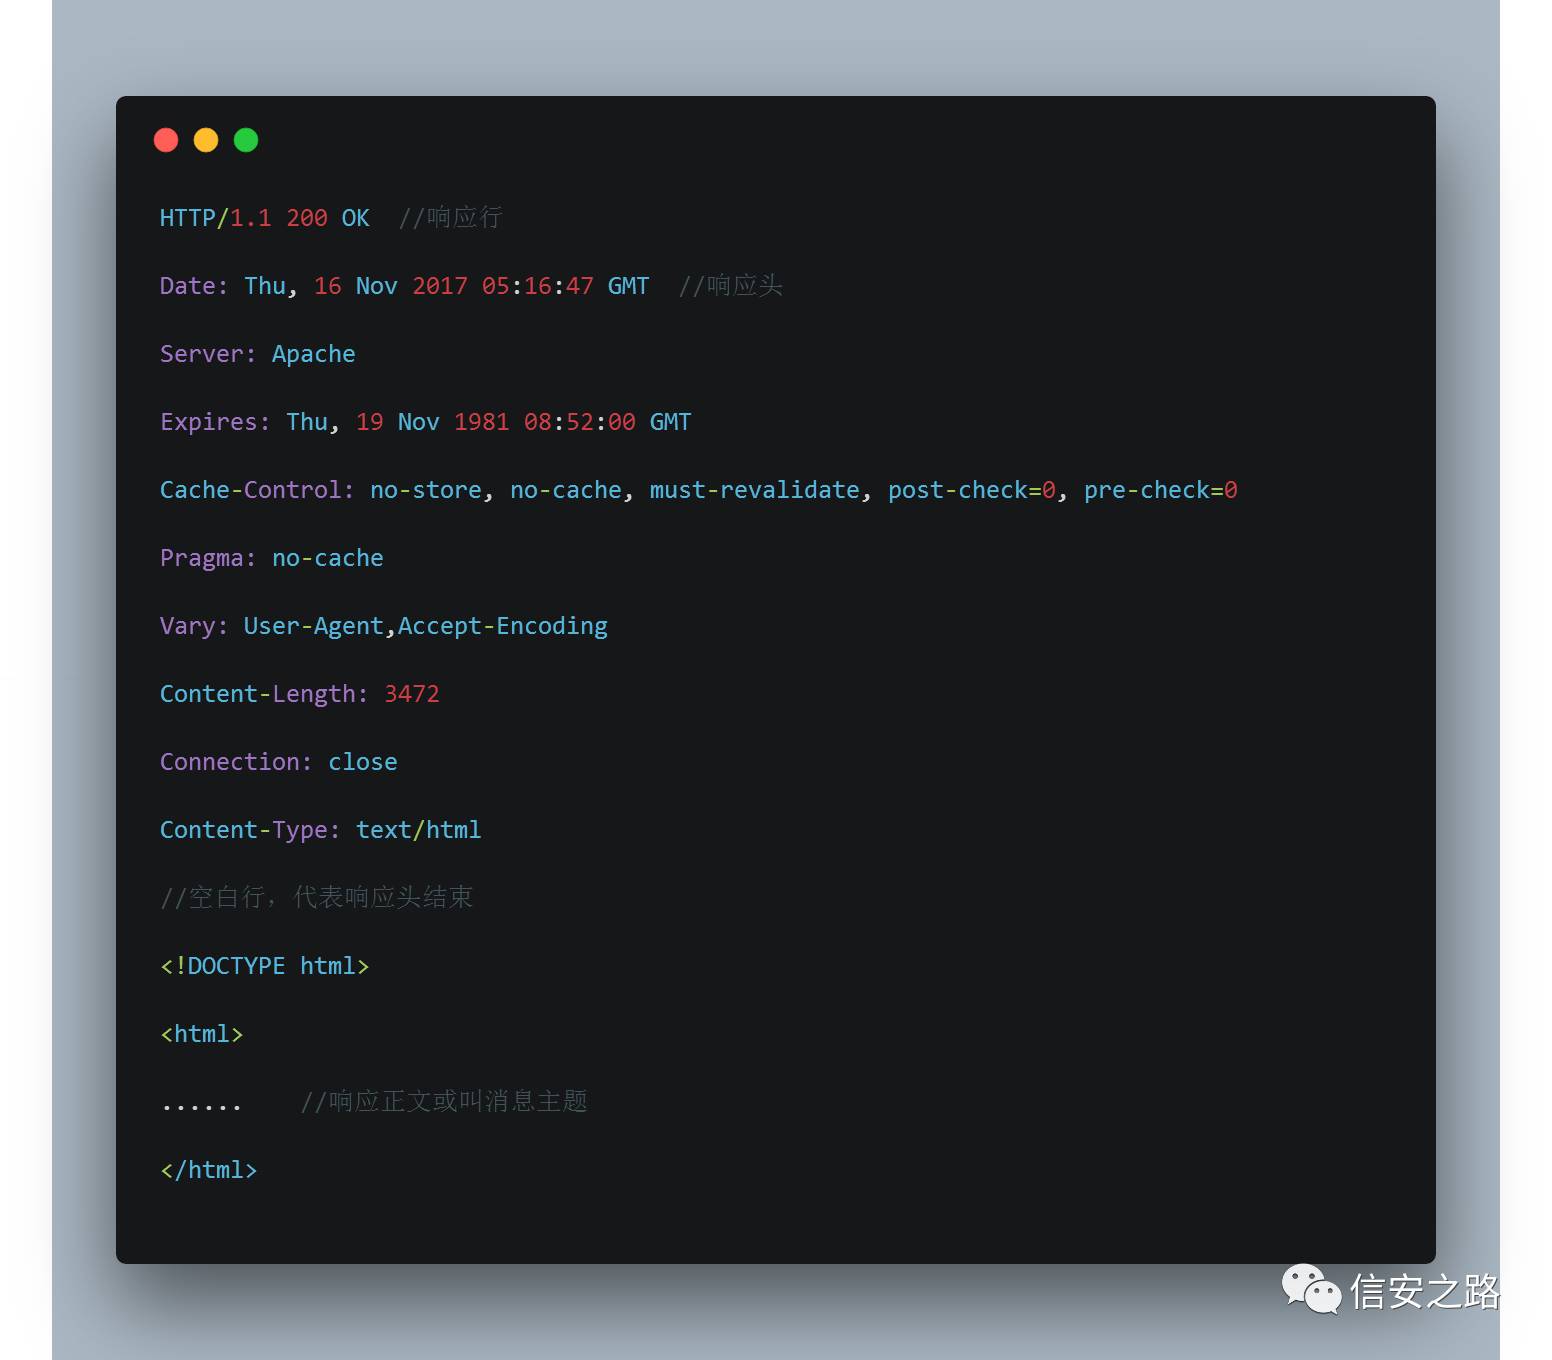 HTTP/1.1 200 OK  //响应行
Date: Thu, 16 Nov 2017 05:16:47 GMT  //响应头
Server: Apache
Expires: Thu, 19 Nov 1981 08:52:00 GMT
Cache-Control: no-store, no-cache, must-revalidate, post-check=0, pre-check=0
Pragma: no-cache
Vary: User-Agent,Accept-Encoding
Content-Length: 3472
Connection: close
Content-Type: text/html
//空白行，代表响应头结束
<!DOCTYPE html>
<html>
......    //响应正文或叫消息主题
</html>
信安之路